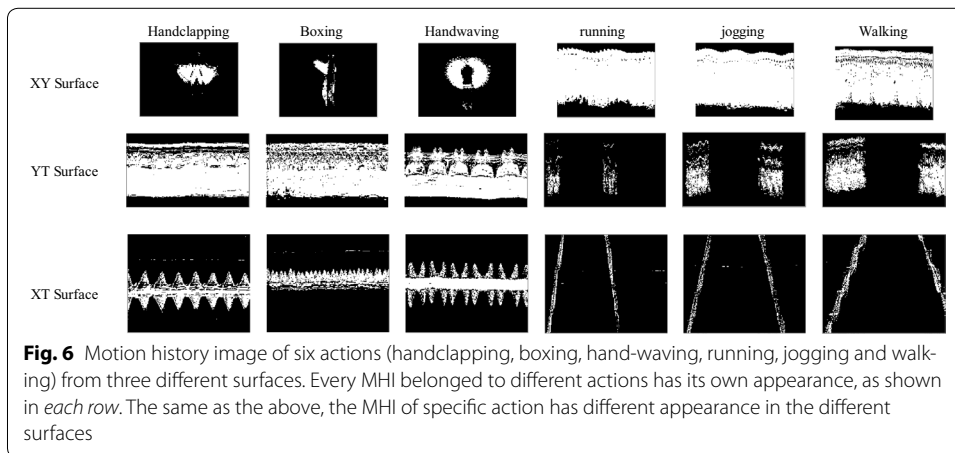 Handclapping Boxing Handwaving running jogging Walking
XY Surface
YT Surface
XT Surface
Fig. 6 Motion history image of six actions (handclapping, boxing, hand-waving, running, jogging and walk-
ing) from three different surfaces. Every MHI belonged to different actions has its own appearance, as shown
in each row. The same as the above, the MHI of specific action has different appearance in the different
surfaces